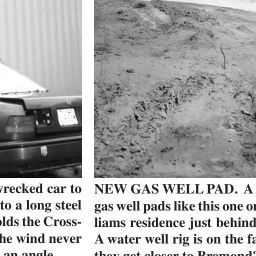 wrecked car to
to a long steel
olds the Cross-
he wind never
an angle
NEW GAS WELL PAD. A
gas well pads like this one on
liams residence just behind
A water well rig is on the fa
they get closer to Bremond?